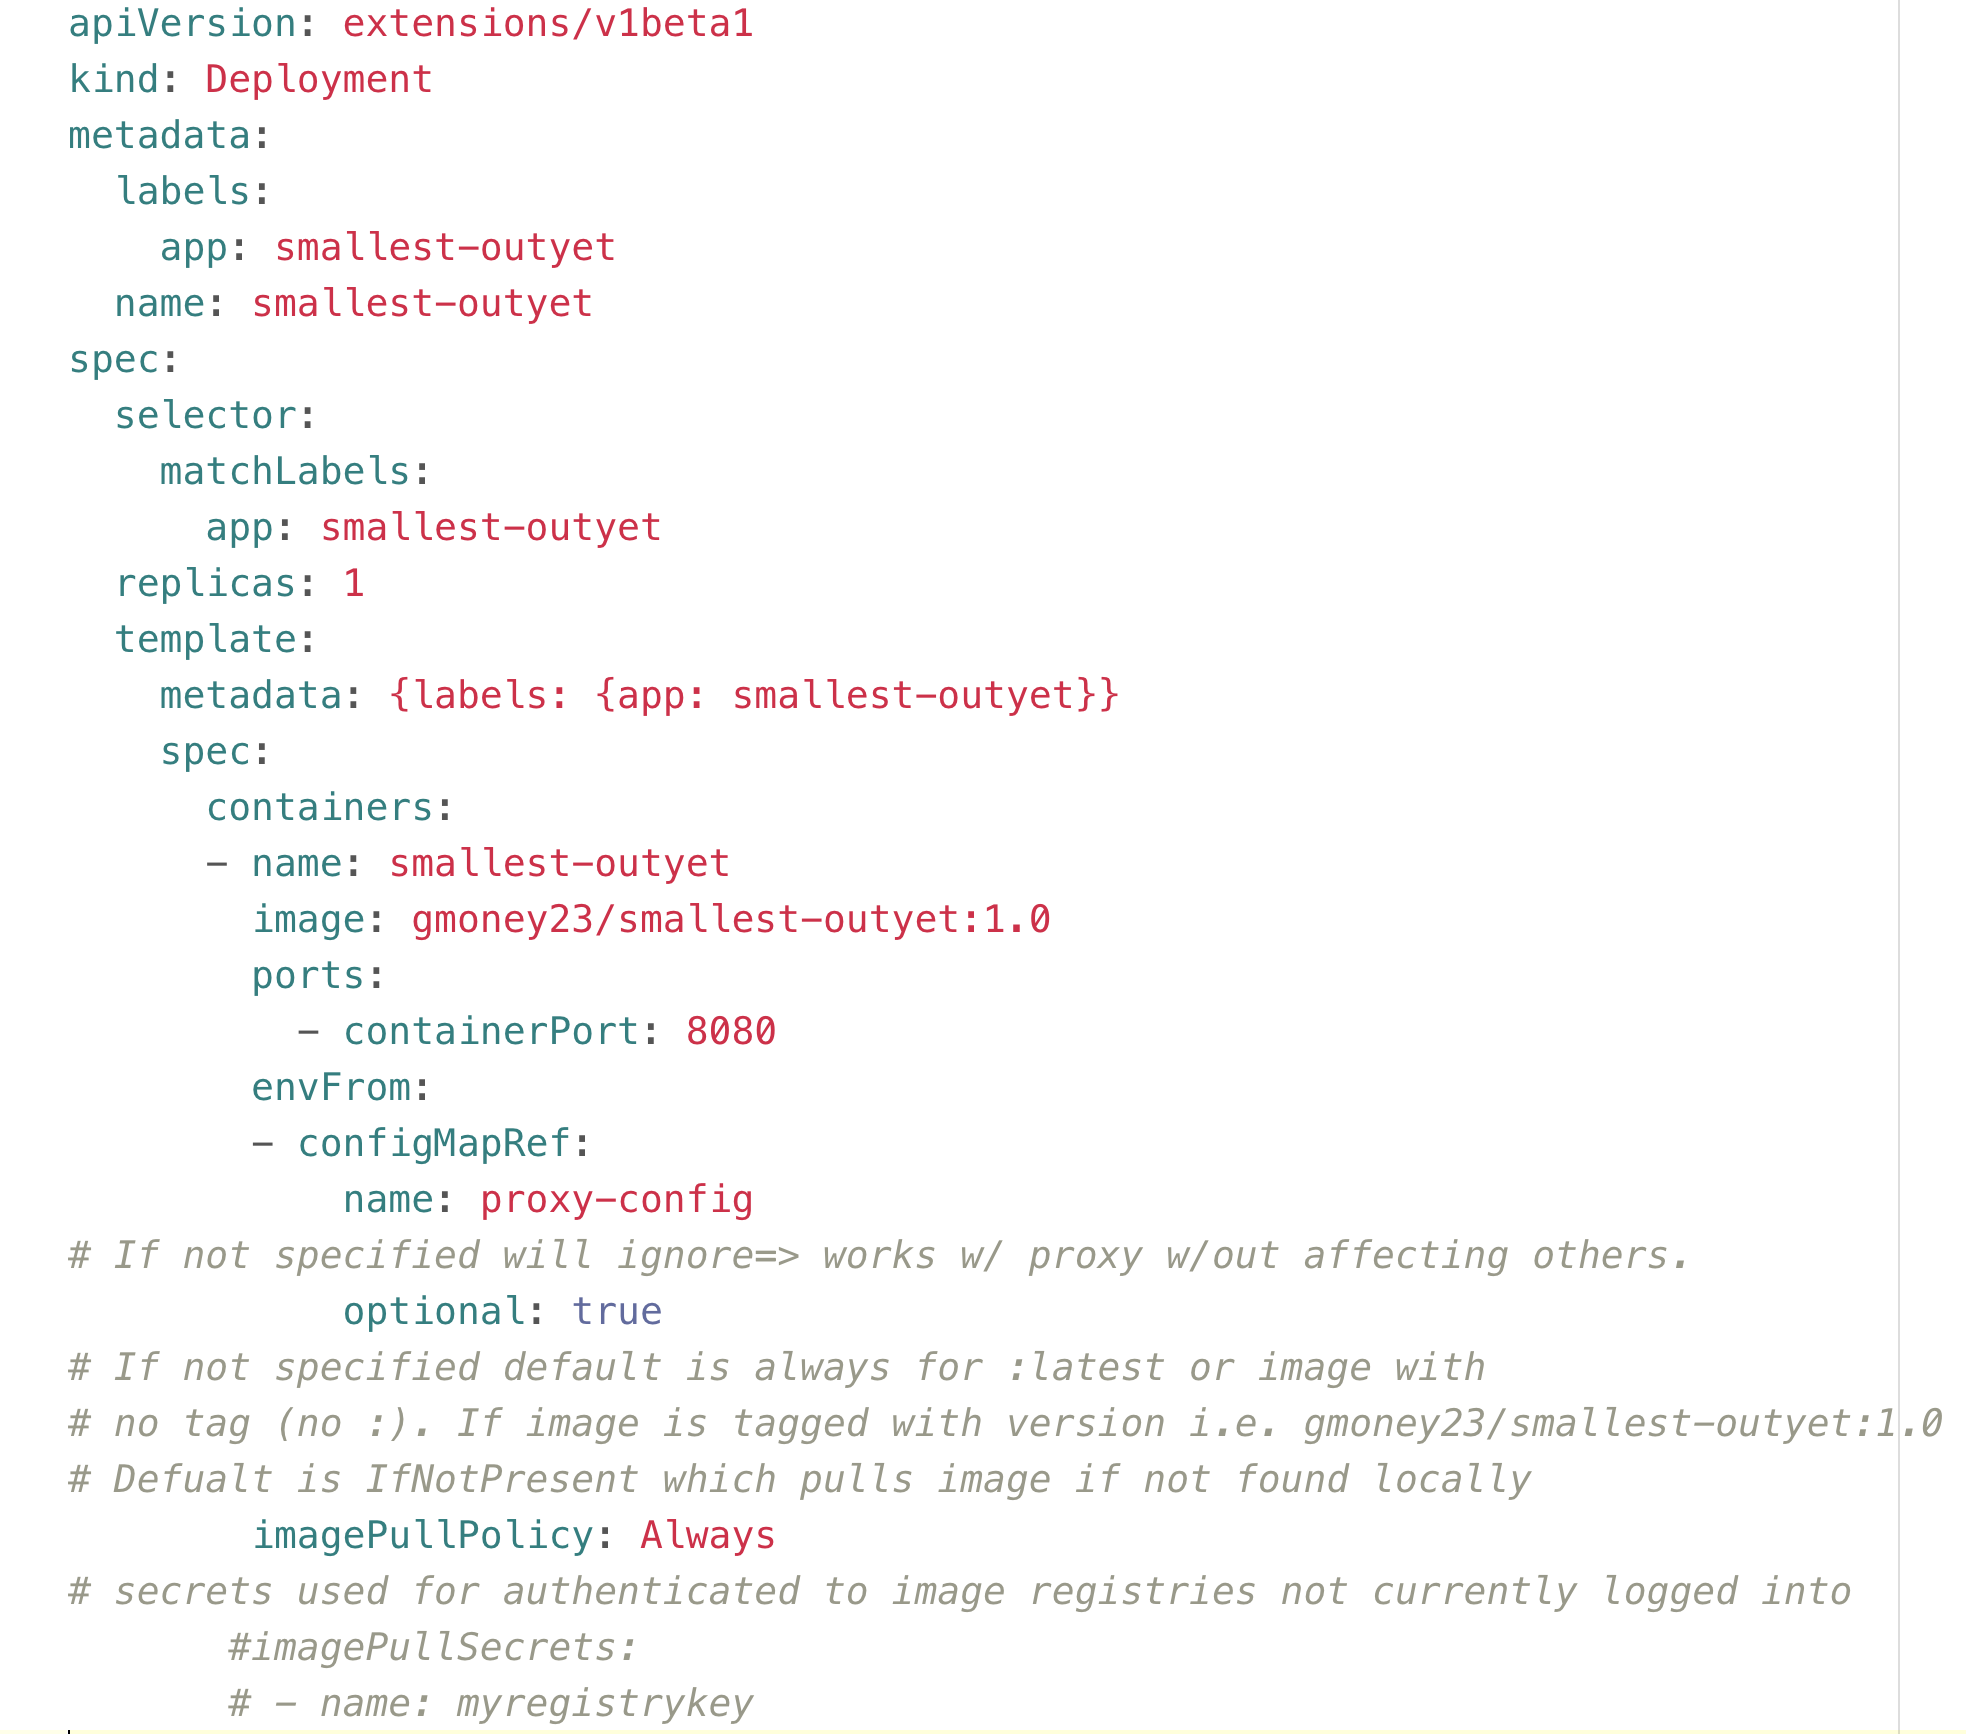 apiVersion: extensions/v1beta1
kind: Deployment
metadata:
  labels:
    app: smallest-outyet
  name: smallest-outyet
spec:
  selector:
    matchLabels:
      app: smallest-outyet
  replicas: 1
  template:
    metadata: {labels: {app: smallest-outyet}}
    spec:
      containers:
      - name: smallest-outyet
        image: gmoney23/smallest-outyet:1.0
        ports:
          - containerPort: 8080
        envFrom:
        - configMapRef:
            name: proxy-config
# If not specified will ignore=> works w/ proxy w/out affecting others.
            optional: true
# If not specified default is always for :latest or image with
# no tag (no :). If image is tagged with version i.e. gmoney23/smallest-outyet:1.0
# Defualt is IfNotPresent which pulls image if not found locally
        imagePullPolicy: Always
# secrets used for authenticated to image registries not currently logged into
       #imagePullSecrets:
       # - name: myregistrykey